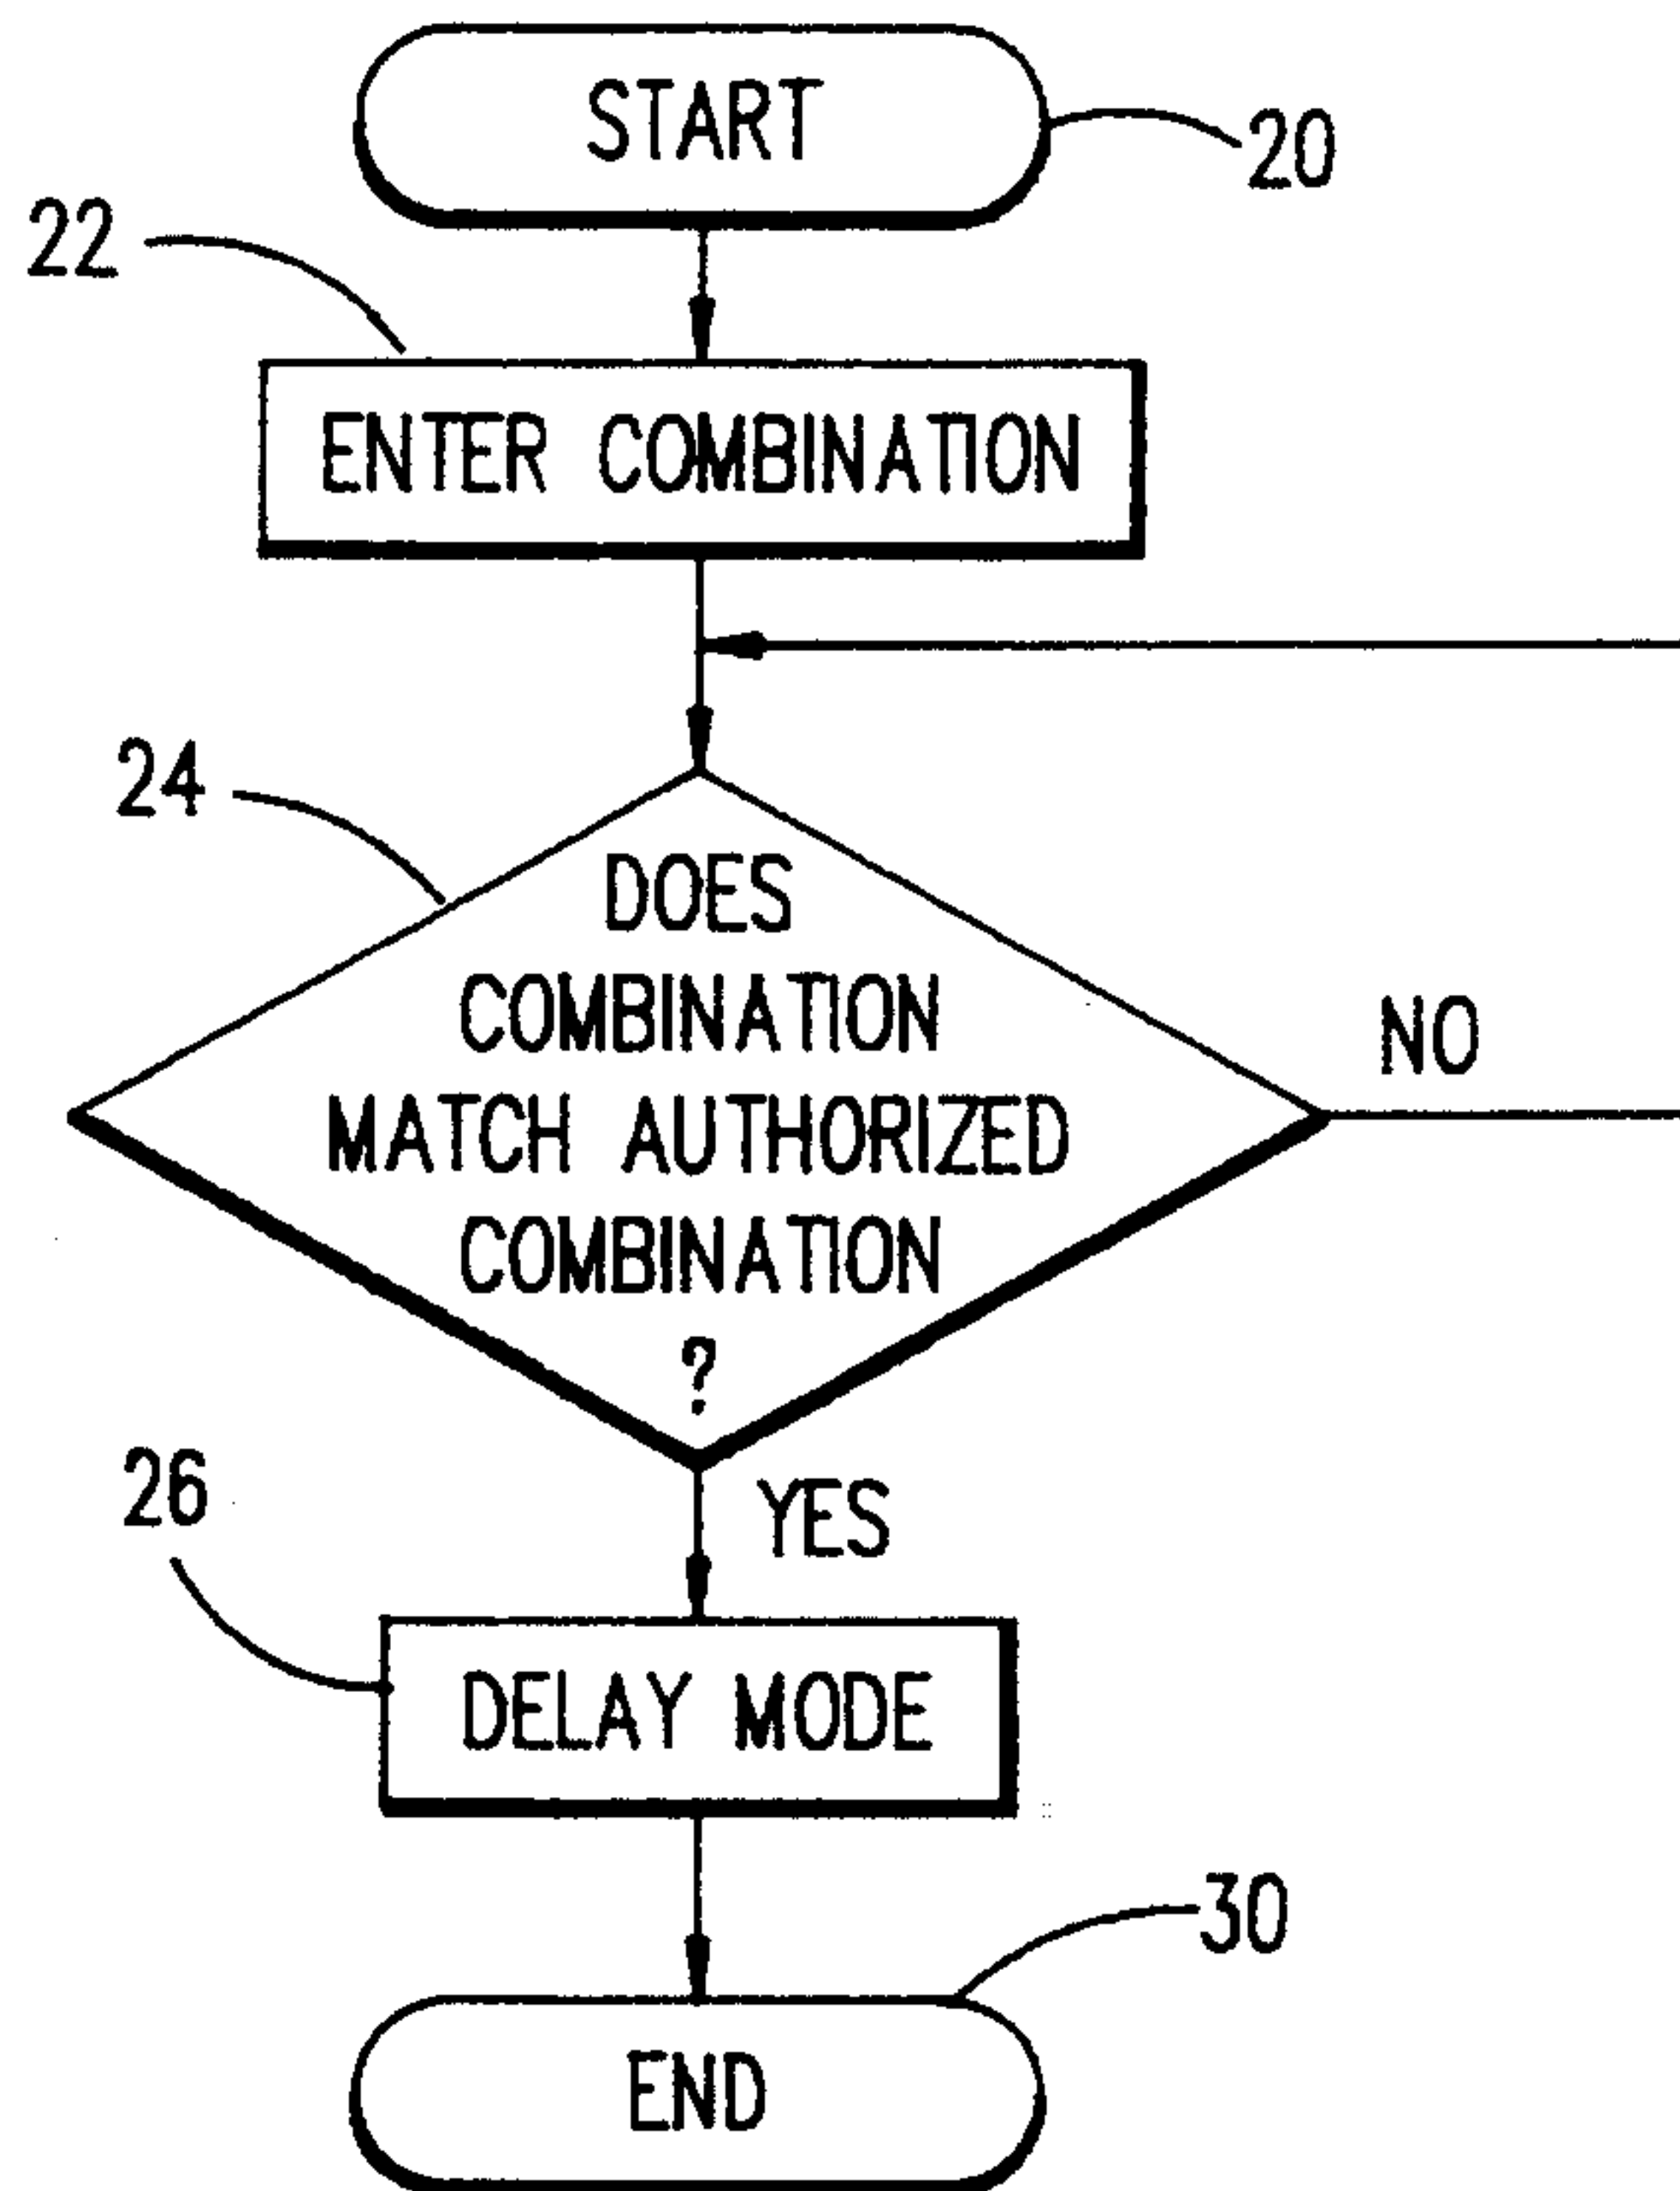 START
20
22
ENTER COMBINATION
24
DOES
COMBINATION
MATCH AUTHORIZED
COMBINATION
?
NO
YES
26
DELAY MODE
30
END